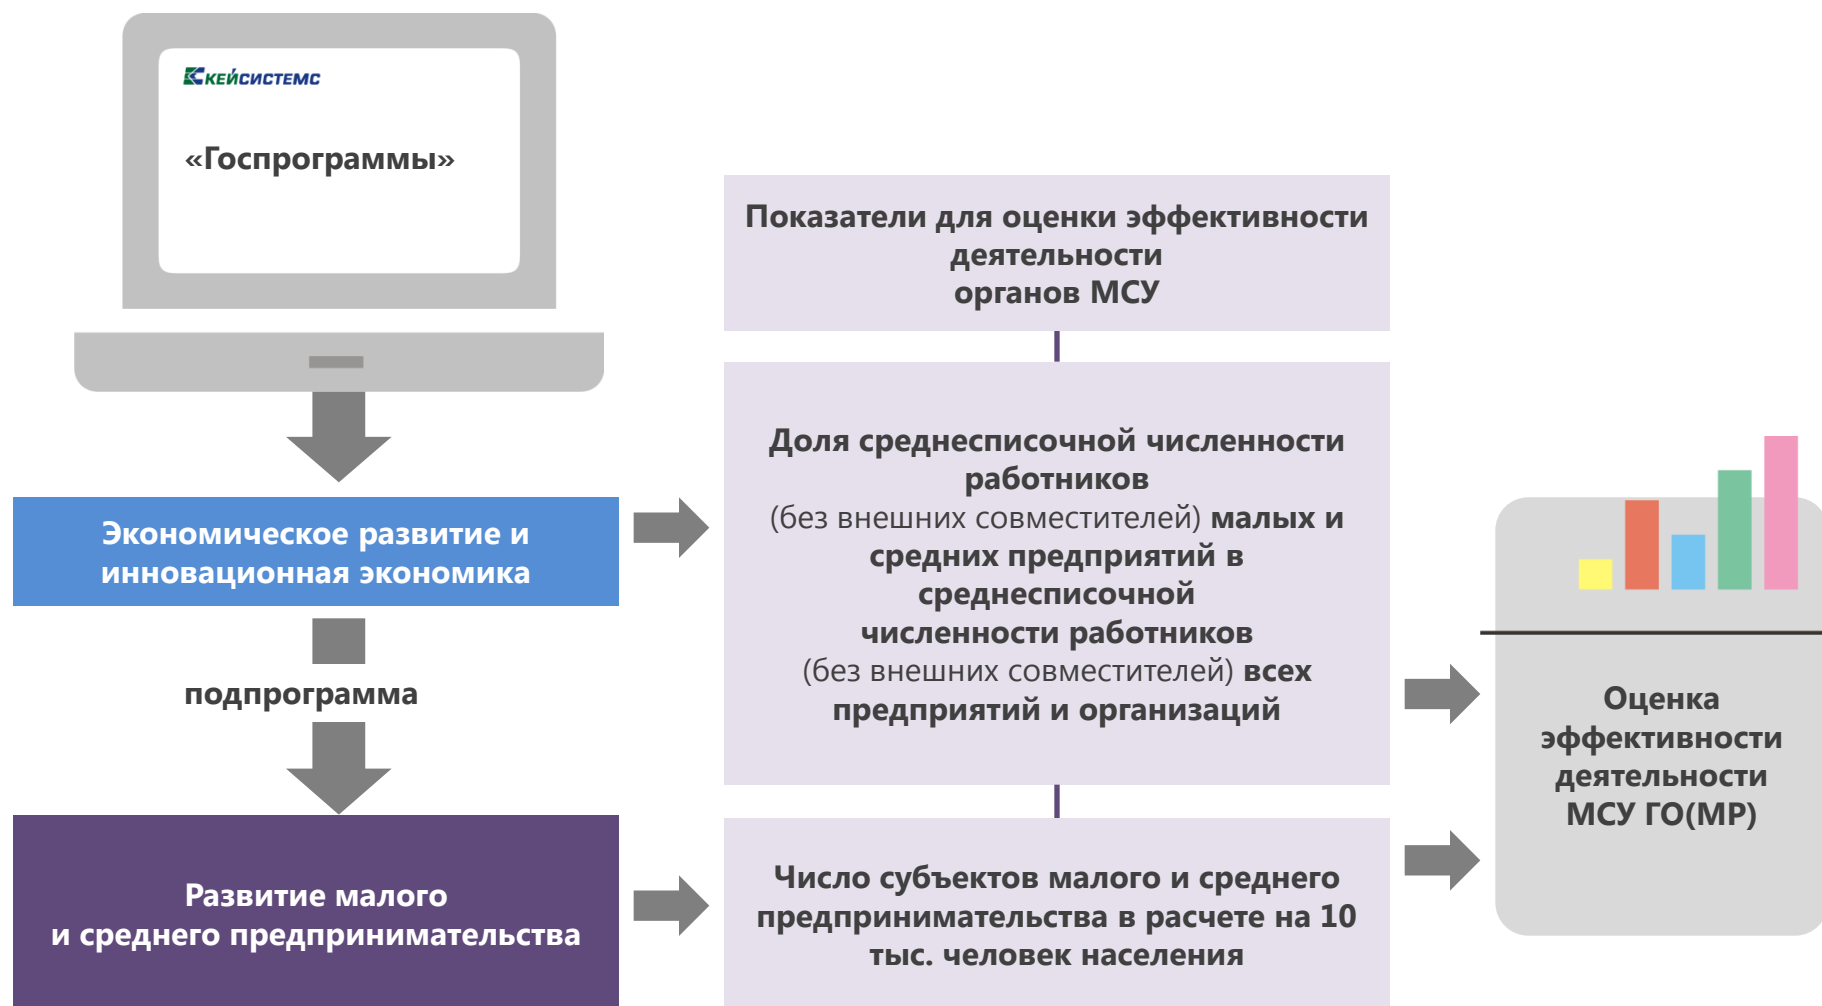 КЕЙСИСТЕМС
«Госпрограммы»
Показатели для оценки эффективности
деятельности
органов МСУ
Доля среднесписочной численности
работников
(без внешних совместителей) малых и
средних предприятий в
среднесписочной
численности работников
(без внешних совместителей) всех
предприятий и организаций
Экономическое развитие и
инновационная экономика
подпрограмма
Развитие малого
и среднего предпринимательства
Число субъектов малого и среднего
предпринимательства в расчете на 10
тыс. человек населения
Оценка
эффективности
деятельности
МСУ ГО(МР)